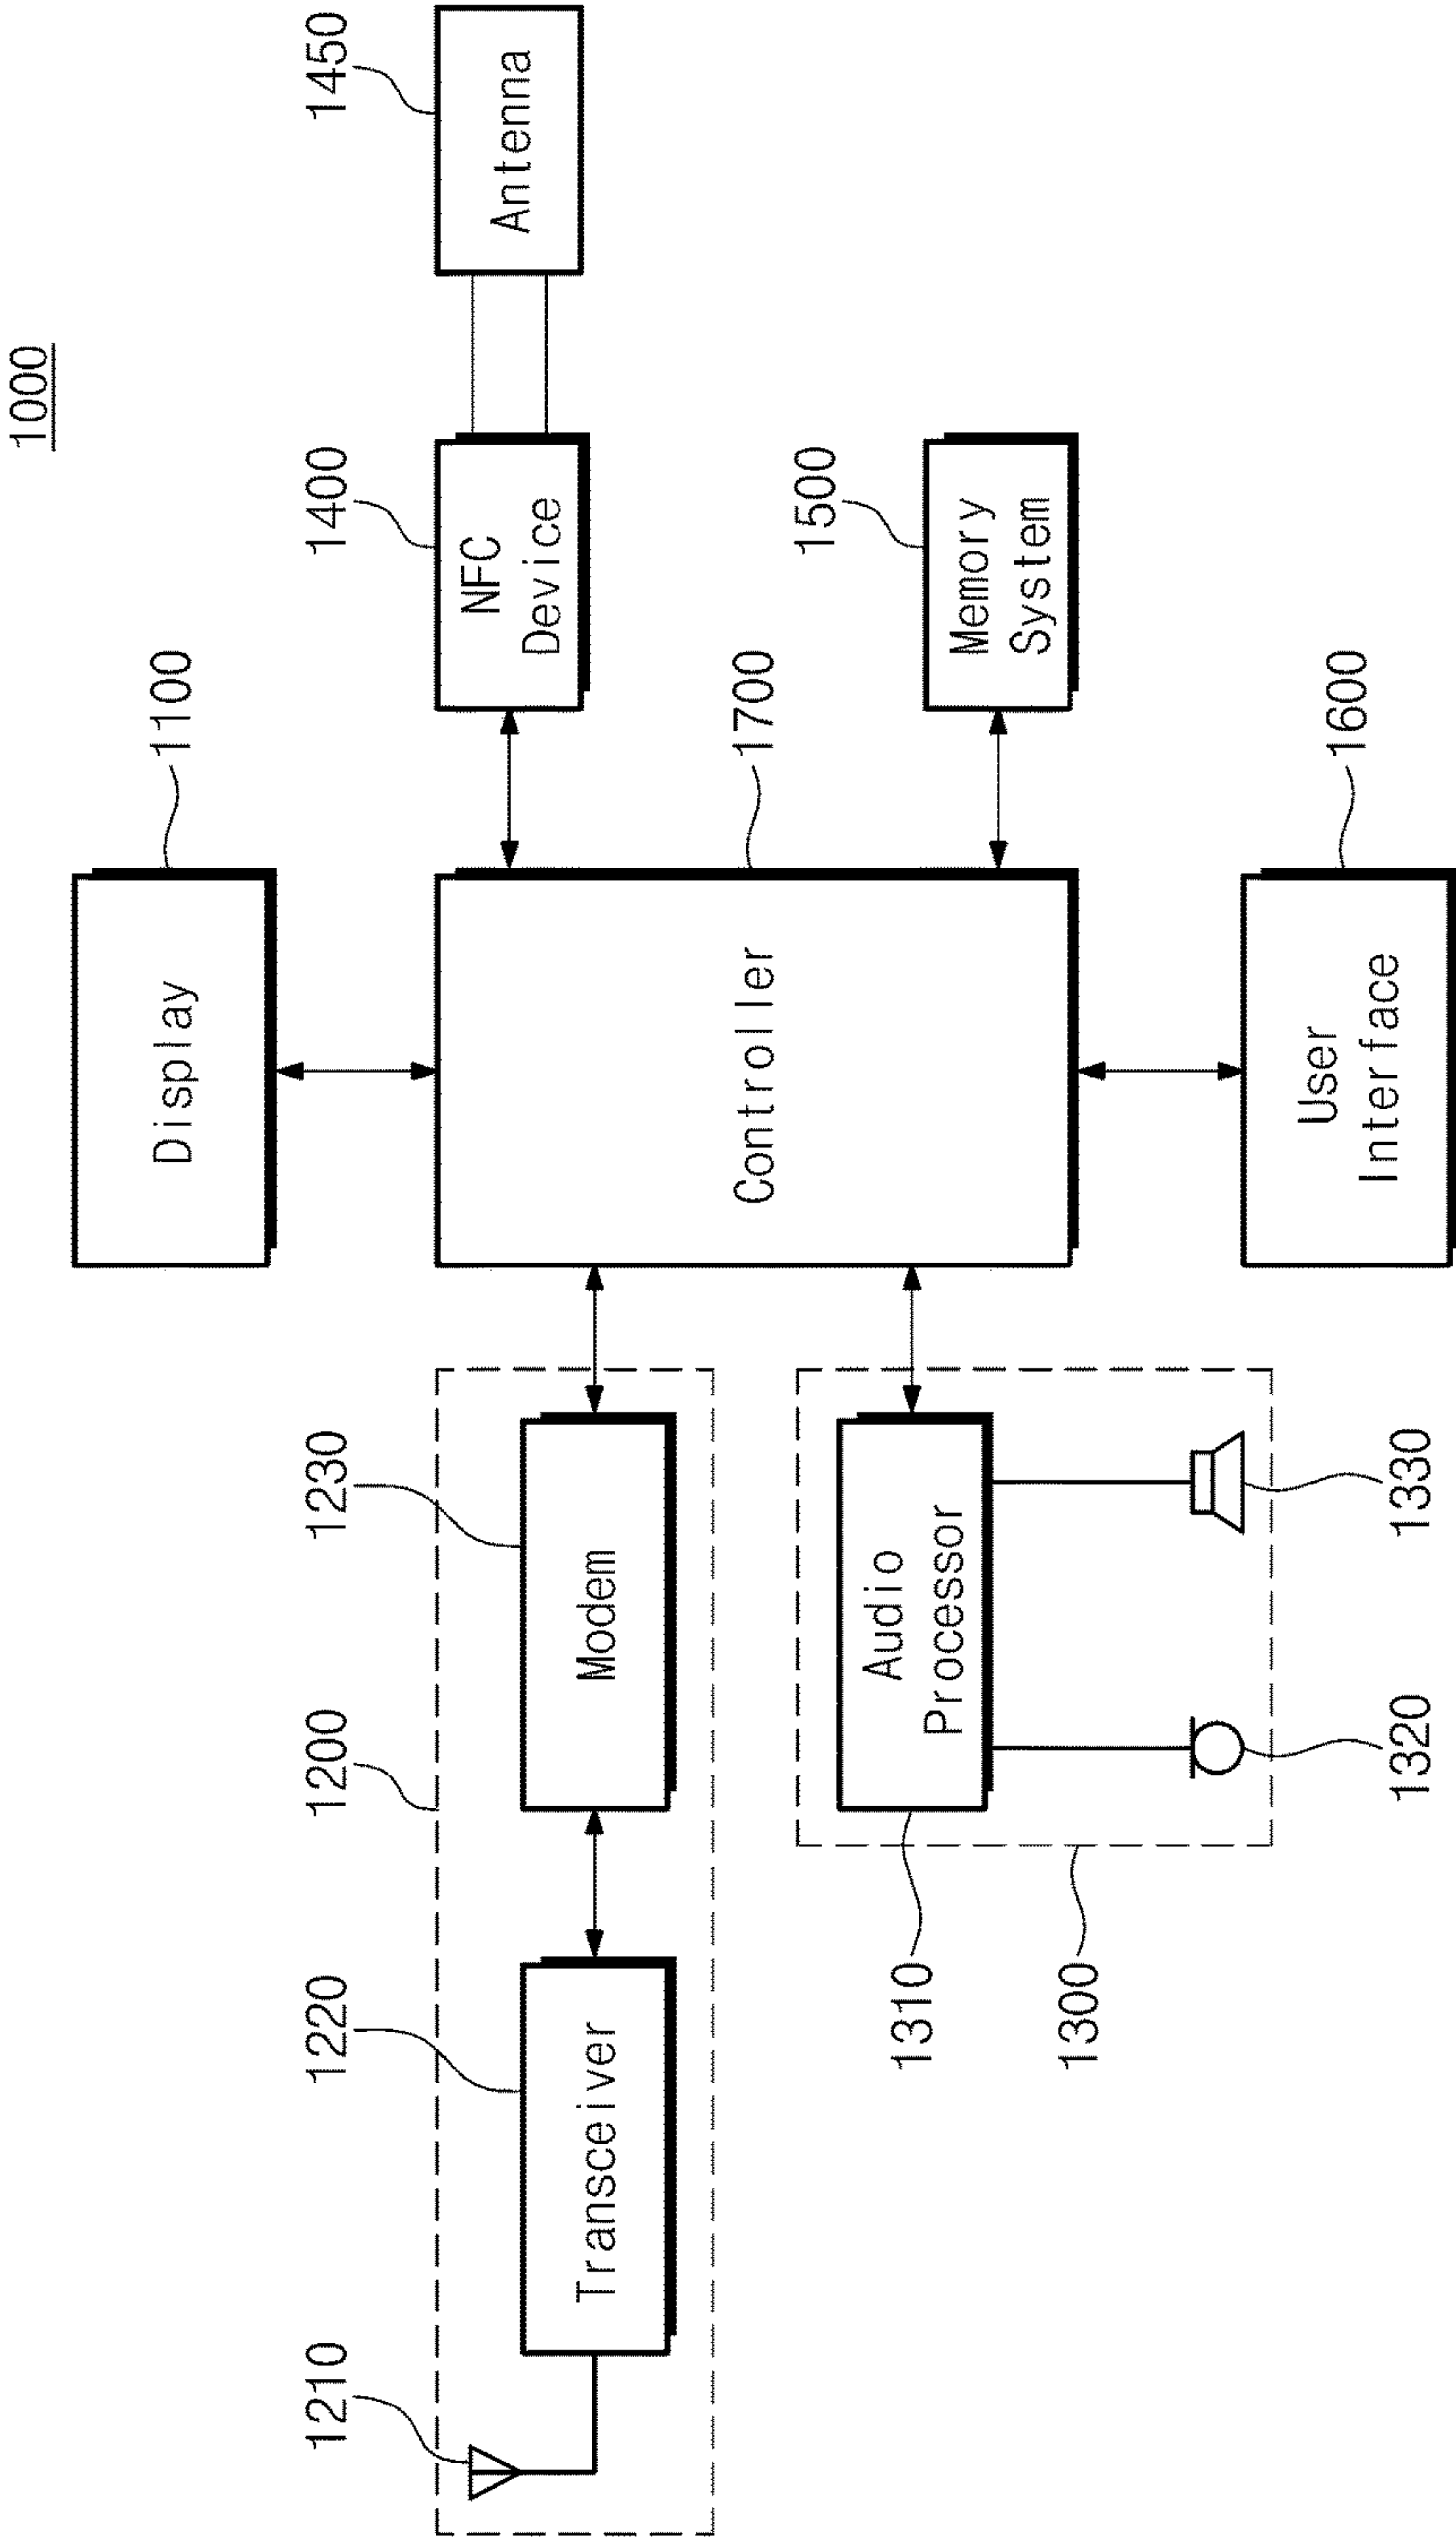 1000
1100
Display
1200
1210
1220
1230
Transceiver
Modem
1400
1450
NFC
Device
Antenna
Controller
1700
1310
Audio
Processor
1300
1320
1330
1500
Memory
System
User
Interface
1600